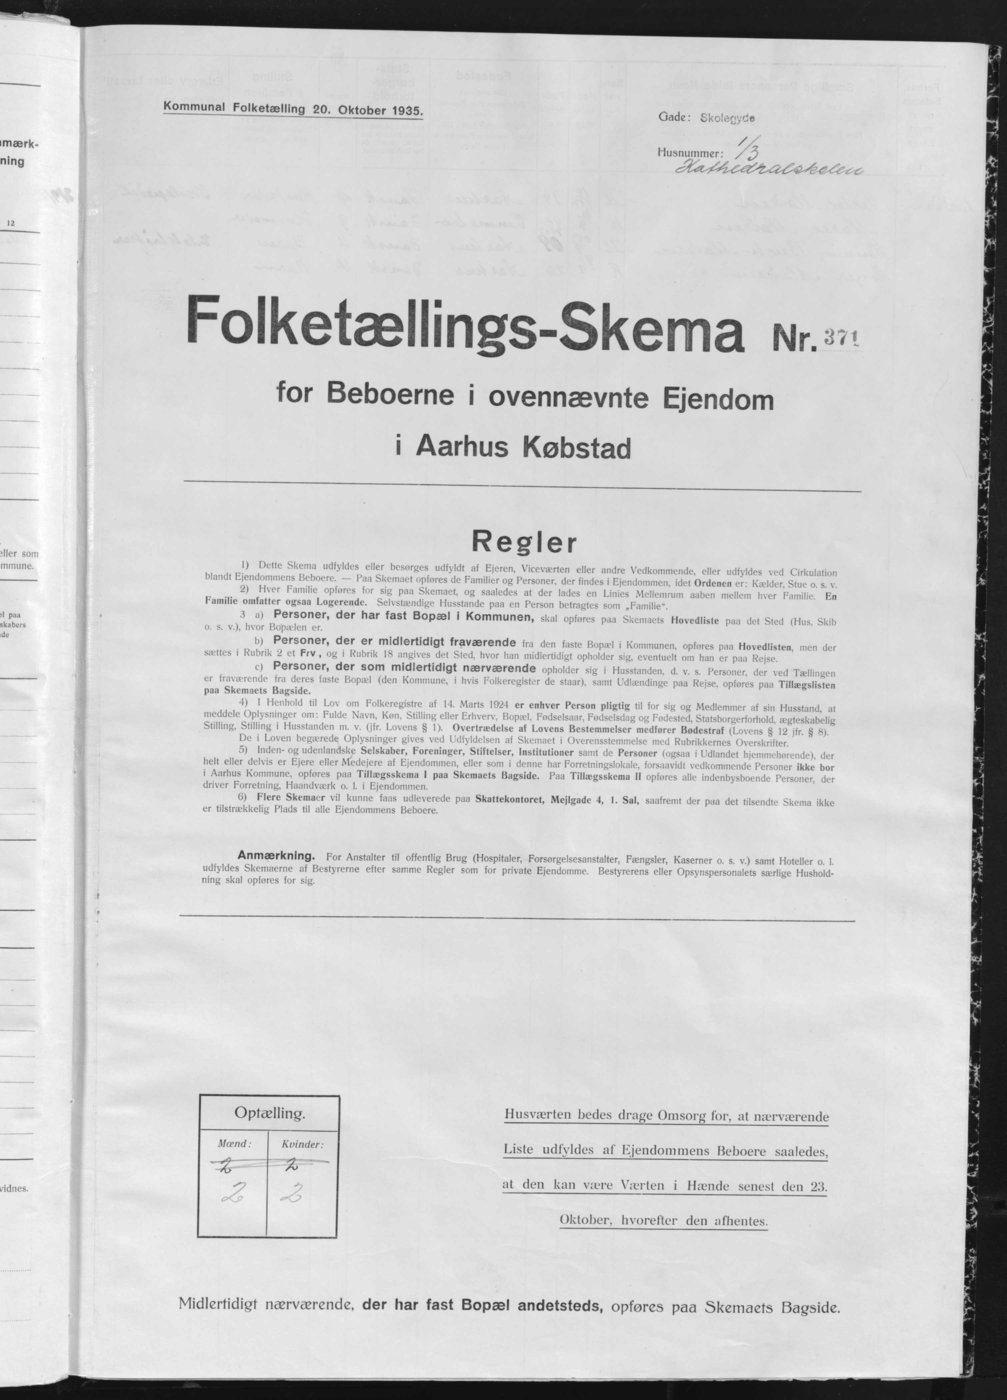 Kommunal Folketælling 20. Oktober 1935.
Gade: Skolegyde
Husnummer: 1/3
Kathedralskolen
Folketællings-Skema Nr. 371
for Beboerne i ovennævnte Ejendom
i Aarhus Købstad
Regler
1) Dette Skema udfyldes eller besørges udfyldt af Ejeren, Viceværten eller andre Vedkommende, eller udfyldes ved Cirkulation
blandt Ejendommens Beboere. — Paa Skemaet opføres de Familier og Personer, der findes i Ejendommen, idet Ordenen er: Kælder, Stue o. s. v.
2) Hver Familie opføres for sig paa Skemaet, og saaledes at der lades en Linies Mellemrum aaben mellem hver Familie. En
Familie omfatter ogsaa Logerende. Selvstændige Husstande paa en Person betragtes som „Familie“.
3 a) Personer, der har fast Bopæl i Kommunen, skal opføres paa Skemaets Hovedliste paa det Sted (Hus, Skib
o. s. v.), hvor Bopælen er.
b) Personer, der er midlertidigt fraværende fra den faste Bopæl i Kommunen, opføres paa Hovedlisten, men der
sættes i Rubrik 2 et Frv., og i Rubrik 18 angives det Sted, hvor han midlertidigt opholder sig, eventuelt om han er paa Rejse.
c) Personer, der som midlertidigt nærværende opholder sig i Husstanden, d. v. s. Personer, der ved Tællingen
er fraværende fra deres faste Bopæl (den Kommune, i hvis Folkeregister de staar), samt Udlændinge paa Rejse, opføres paa Tillægslisten
paa Skemaets Bagside.
4) I Henhold til Lov om Folkeregistre af 14. Marts 1924 er enhver Person pligtig til for sig og Medlemmer af sin Husstand, at
meddele Oplysninger om: Fulde Navn, Køn, Stilling eller Erhverv, Bopæl, Fødselsaar, Fødselsdag og Fødested, Statsborgerforhold, ægteskabelig
Stilling, Stilling i Husstanden m. v. (jfr. Lovens § 1). Overtrædelse af Lovens Bestemmelser medfører Bødestraf (Lovens § 12 jfr. § 8).
De i Loven begærede Oplysninger gives ved Udfyldelsen af Skemaet i Overensstemmelse med Rubrikkernes Overskrifter.
5) Inden- og udenlandske Selskaber, Foreninger, Stiftelser, Institutioner samt de Personer (ogsaa i Udlandet hjemmehørende), der
helt eller delvis er Ejere eller Medejere af Ejendommen, eller som i denne har Forretningslokale, forsaavidt vedkommende Personer ikke bor
i Aarhus Kommune, opføres paa Tillægsskema I paa Skemaets Bagside. Paa Tillægsskema II opføres alle indenbysboende Personer, der
driver Forretning, Haandværk o. l. i Ejendommen.
6) Flere Skemaer vil kunne faas udleverede paa Skattekontoret, Mejlgade 4, 1. Sal, saafremt der paa det tilsendte Skema ikke
er tilstrækkelig Plads til alle Ejendommens Beboere.
Anmærkning. For Anstalter til offentlig Brug (Hospitaler, Forsørgelsesanstalter, Fængsler, Kaserner o. s. v.) samt Hoteller o. l.
udfyldes Skemaerne af Bestyrerne efter samme Regler som for private Ejendomme. Bestyrerens eller Opsynspersonalets særlige Hushold-
ning skal opføres for sig.
Optælling.
Mænd: Kvinder:
2 2
2 2
Husværten bedes drage Omsorg for, at nærværende
Liste udfyldes af Ejendommens Beboere saaledes,
at den kan være Værten i Hænde senest den 23.
Oktober, hvorefter den afhentes.
Midlertidigt nærværende, der har fast Bopæl andetsteds, opføres paa Skemaets Bagside.